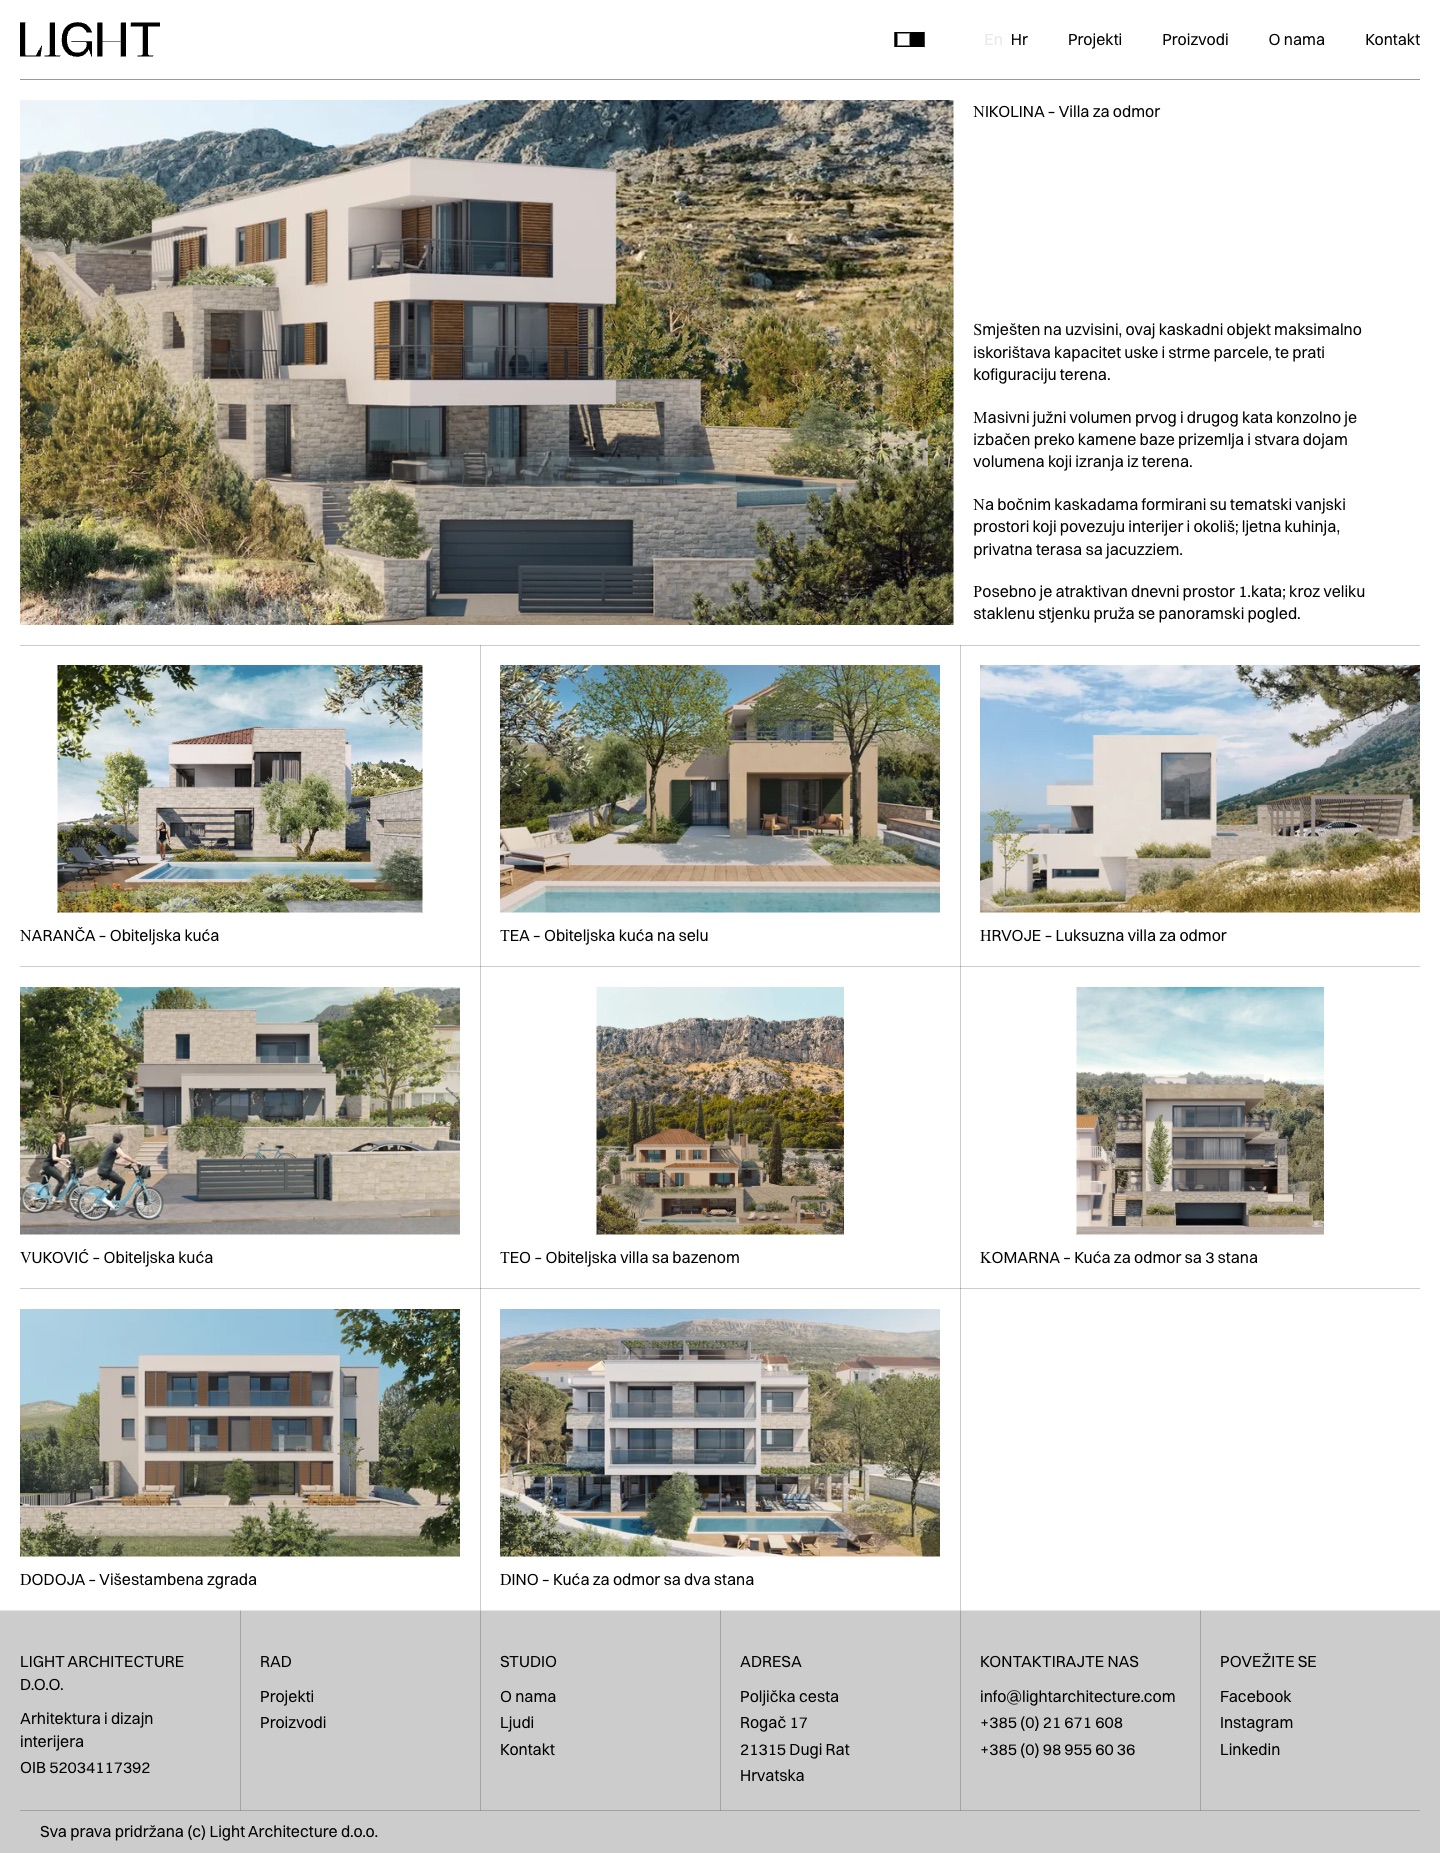 LIGHT
En Hr Projekti Proizvodi O nama Kontakt
NIKOLINA – Villa za odmor
Smješten na uzvisini, ovaj kaskadni objekt maksimalno
iskorištava kapacitet uske i strme parcele, te prati
kofiguraciju terena.
Masivni južni volumen prvog i drugog kata konzolno je
izbačen preko kamene baze prizemlja i stvara dojam
volumena koji izranja iz terena.
Na bočnim kaskadama formirani su tematski vanjski
prostori koji povezuju interijer i okoliš; ljetna kuhinja,
privatna terasa sa jacuzziem.
Posebno je atraktivan dnevni prostor 1.kata; kroz veliku
staklenu stjenku pruža se panoramski pogled.
NARANČA – Obiteljska kuća
TEA – Obiteljska kuća na selu
HRVOJE – Luksuzna villa za odmor
VUKOVIĆ – Obiteljska kuća
TEO – Obiteljska villa sa bazenom
KOMARNA – Kuća za odmor sa 3 stana
DODOJA – Višestambena zgrada
DINO – Kuća za odmor sa dva stana
LIGHT ARCHITECTURE
D.O.O.
Arhitektura i dizajn
interijera
OIB 52034117392
RAD
Projekti
Proizvodi
STUDIO
O nama
Ljudi
Kontakt
ADRESA
Poljička cesta
Rogač 17
21315 Dugi Rat
Hrvatska
KONTAKTIRAJTE NAS
info@lightarchitecture.com
+385 (0) 21 671 608
+385 (0) 98 955 60 36
POVEŽITE SE
Facebook
Instagram
Linkedin
Sva prava pridržana (c) Light Architecture d.o.o.